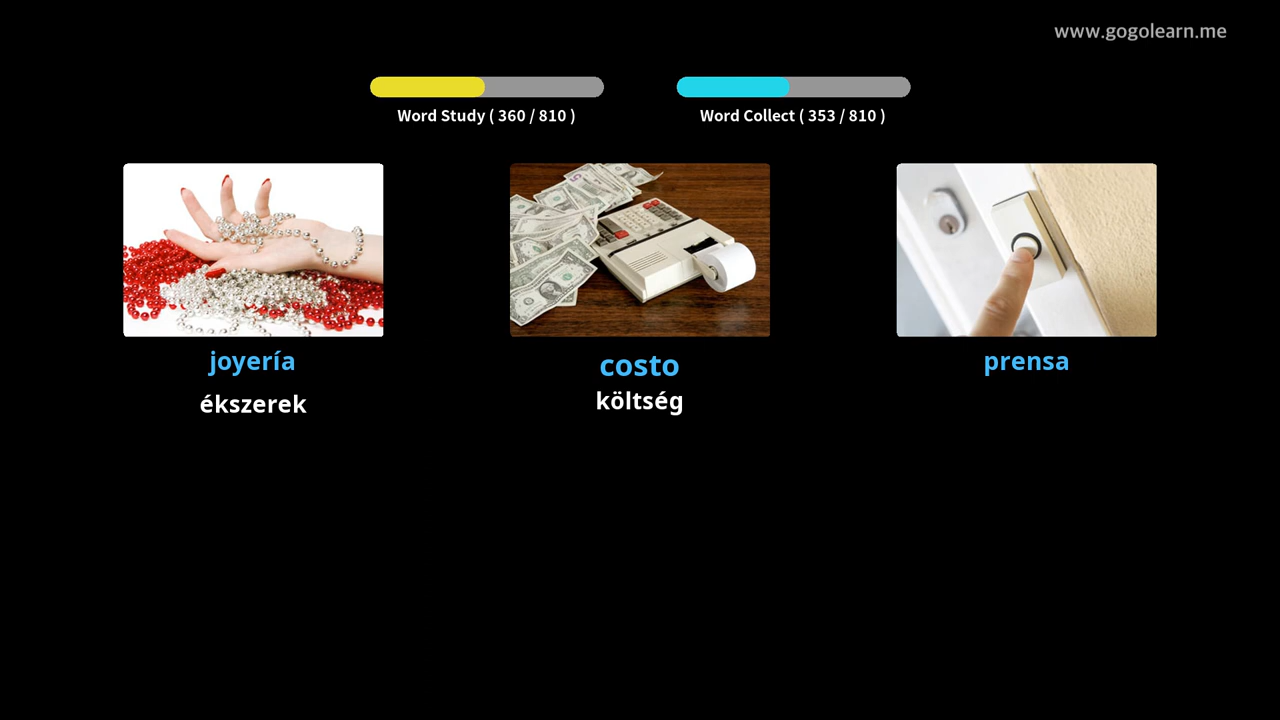 www.gogolearn.me
Word Study ( 360 / 810 )
Word Collect ( 353 / 810 )
joyería
costo
prensa
ékszerek
költség